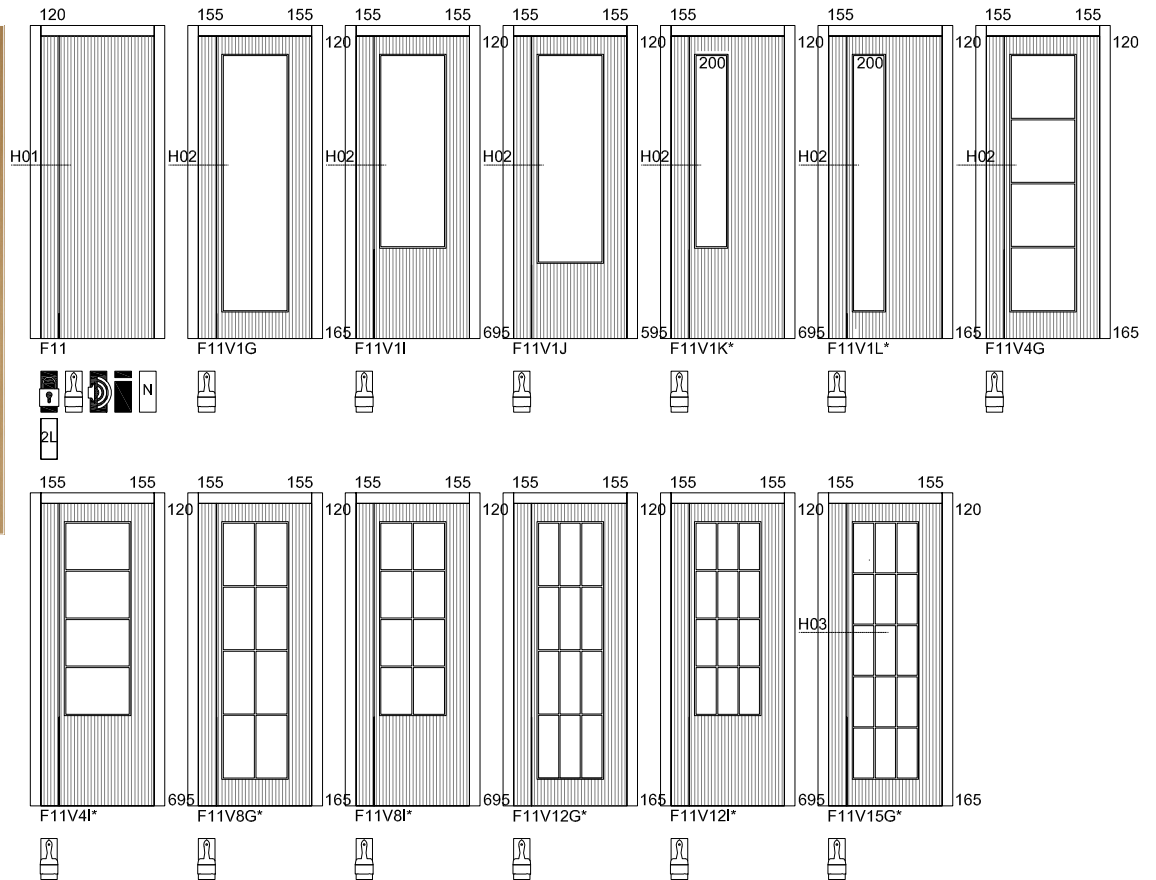 120 155 155 155 155 155 155 155 155 155 155
120 120 120 120 120 120
200 200
H01 H02 H02 H02 H02 H02 H02
165 695 595 695 165 165
F11 F11V1G F11V1I F11V1J F11V1K* F11V1L* F11V4G
N
2L
155 155 155 155 155 155 155 155 155 155 155 155
120 120 120 120 120 120
H03
695 165 695 165 695 165
F11V4I* F11V8G* F11V8I* F11V12G* F11V12I* F11V15G*